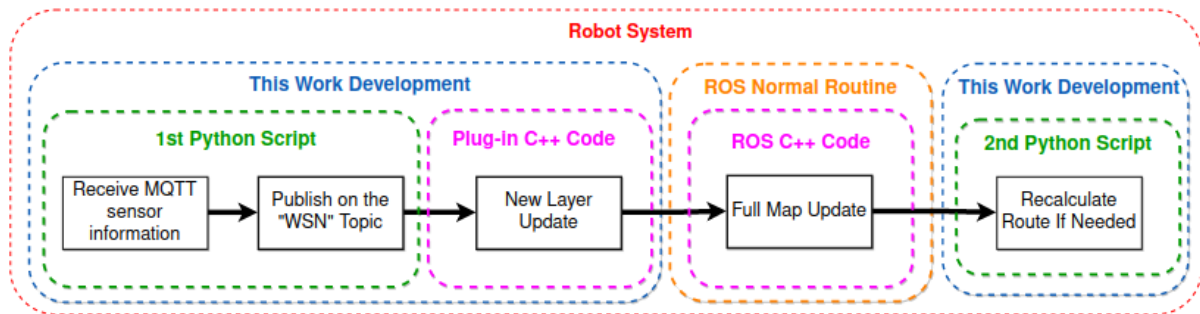 Robot System
This Work Development
ROS Normal Routine
This Work Development
1st Python Script
Plug-in C++ Code
ROS C++ Code
2nd Python Script
Receive MQTT
sensor
information
Publish on the
"WSN" Topic
New Layer
Update
Full Map Update
Recalculate
Route If Needed